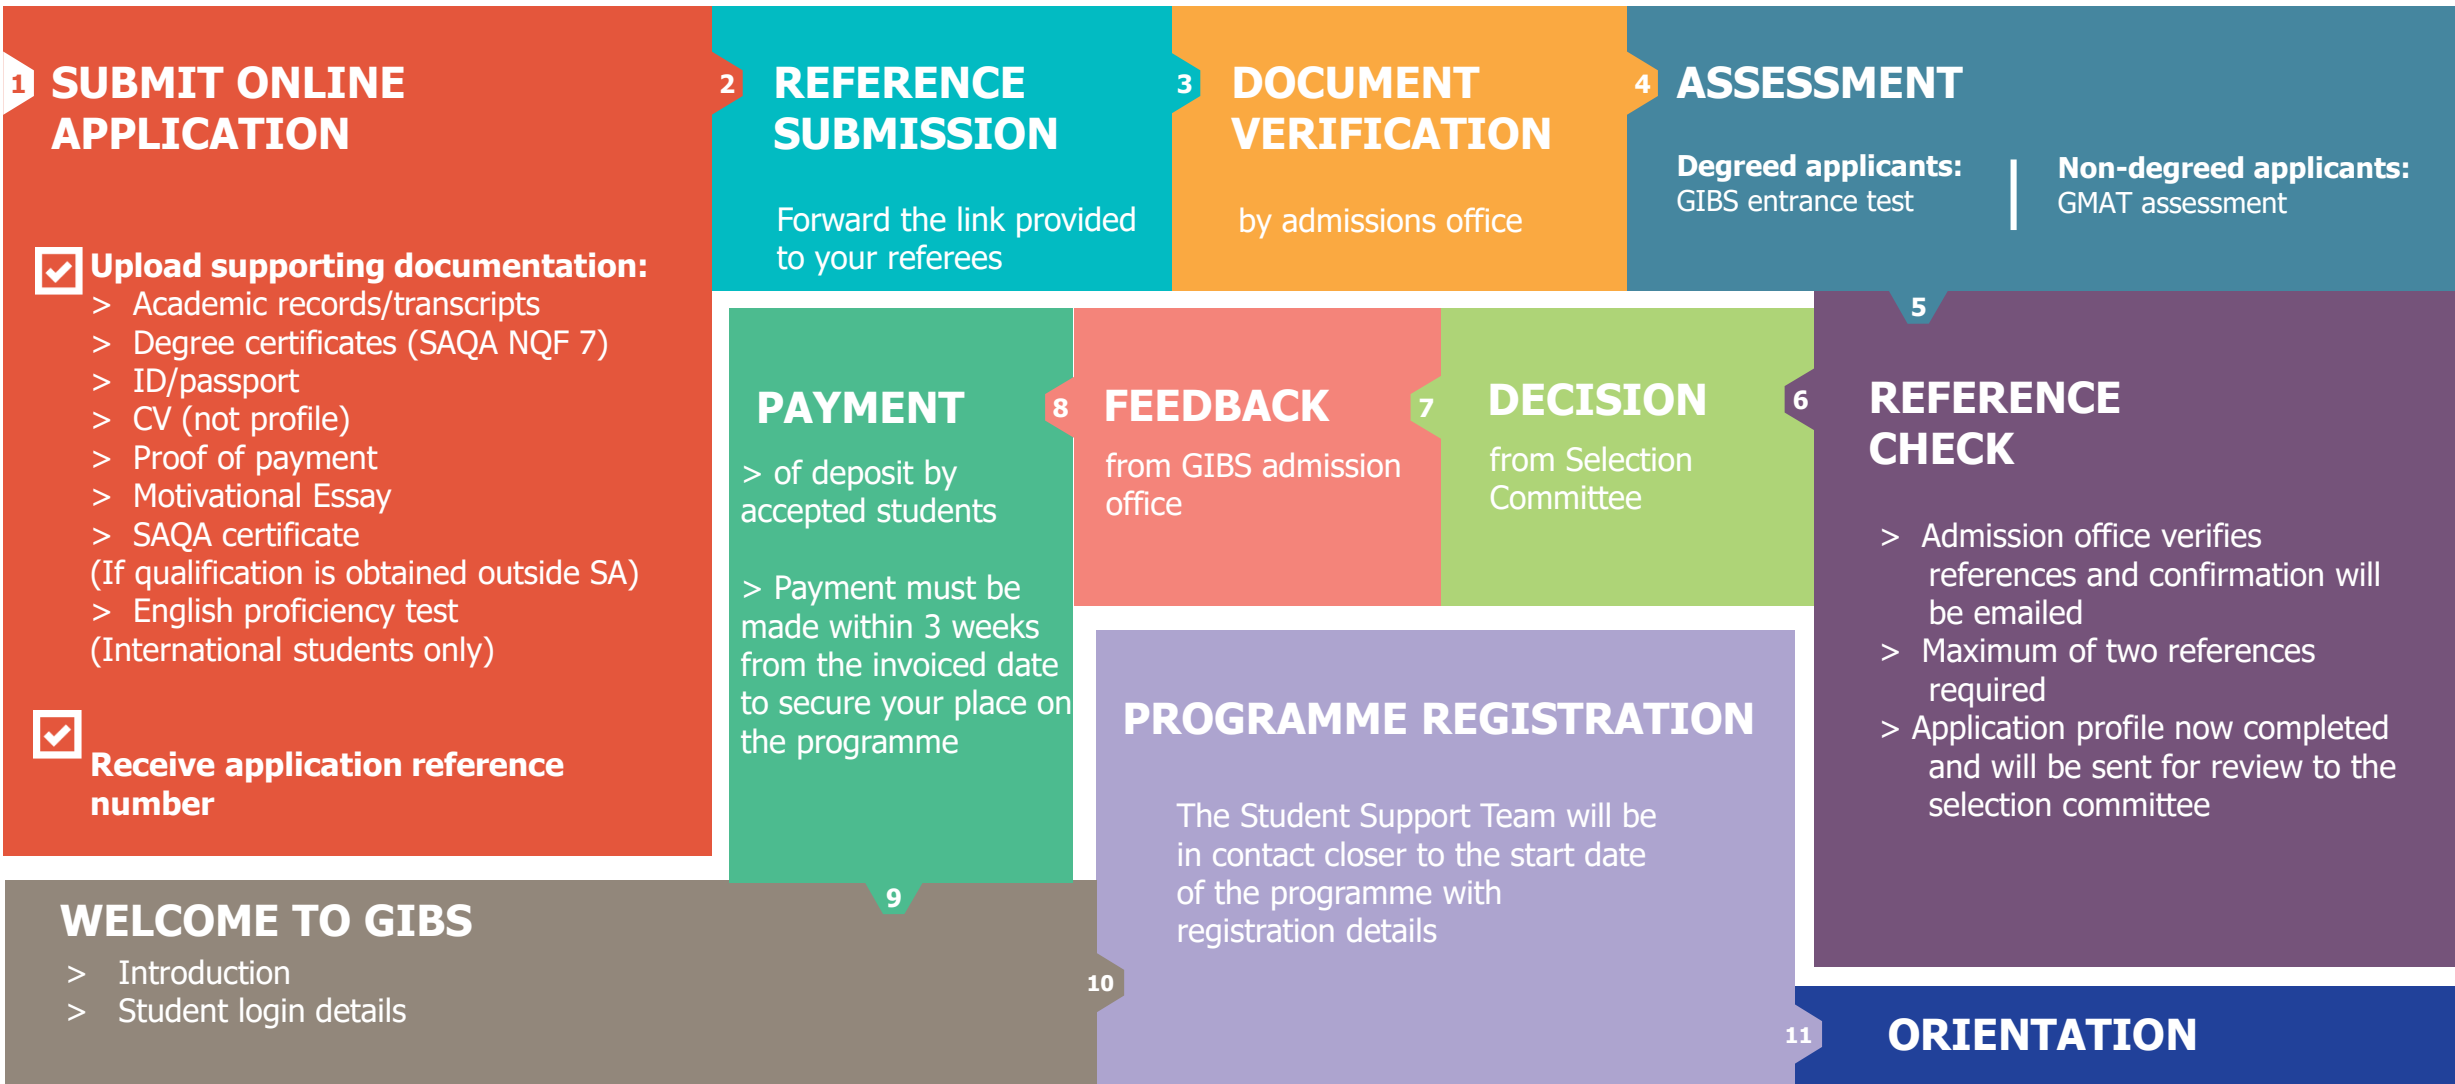 1
SUBMIT ONLINE
APPLICATION
Upload supporting documentation:
> Academic records/transcripts
> Degree certificates (SAQA NQF 7)
> ID/passport
> CV (not profile)
> Proof of payment
> Motivational Essay
> SAQA certificate
(If qualification is obtained outside SA)
> English proficiency test
(International students only)
Receive application reference
number
2
REFERENCE
SUBMISSION
Forward the link provided
to your referees
3
DOCUMENT
VERIFICATION
by admissions office
4
ASSESSMENT
Degreed applicants:
GIBS entrance test
Non-degreed applicants:
GMAT assessment
5
REFERENCE
CHECK
> Admission office verifies
references and confirmation will
be emailed
> Maximum of two references
required
> Application profile now completed
and will be sent for review to the
selection committee
6
DECISION
from Selection
Committee
7
FEEDBACK
from GIBS admission
office
8
PAYMENT
> of deposit by
accepted students
> Payment must be
made within 3 weeks
from the invoiced date
to secure your place on
the programme
9
WELCOME TO GIBS
> Introduction
> Student login details
10
PROGRAMME REGISTRATION
The Student Support Team will be
in contact closer to the start date
of the programme with
registration details
11
ORIENTATION